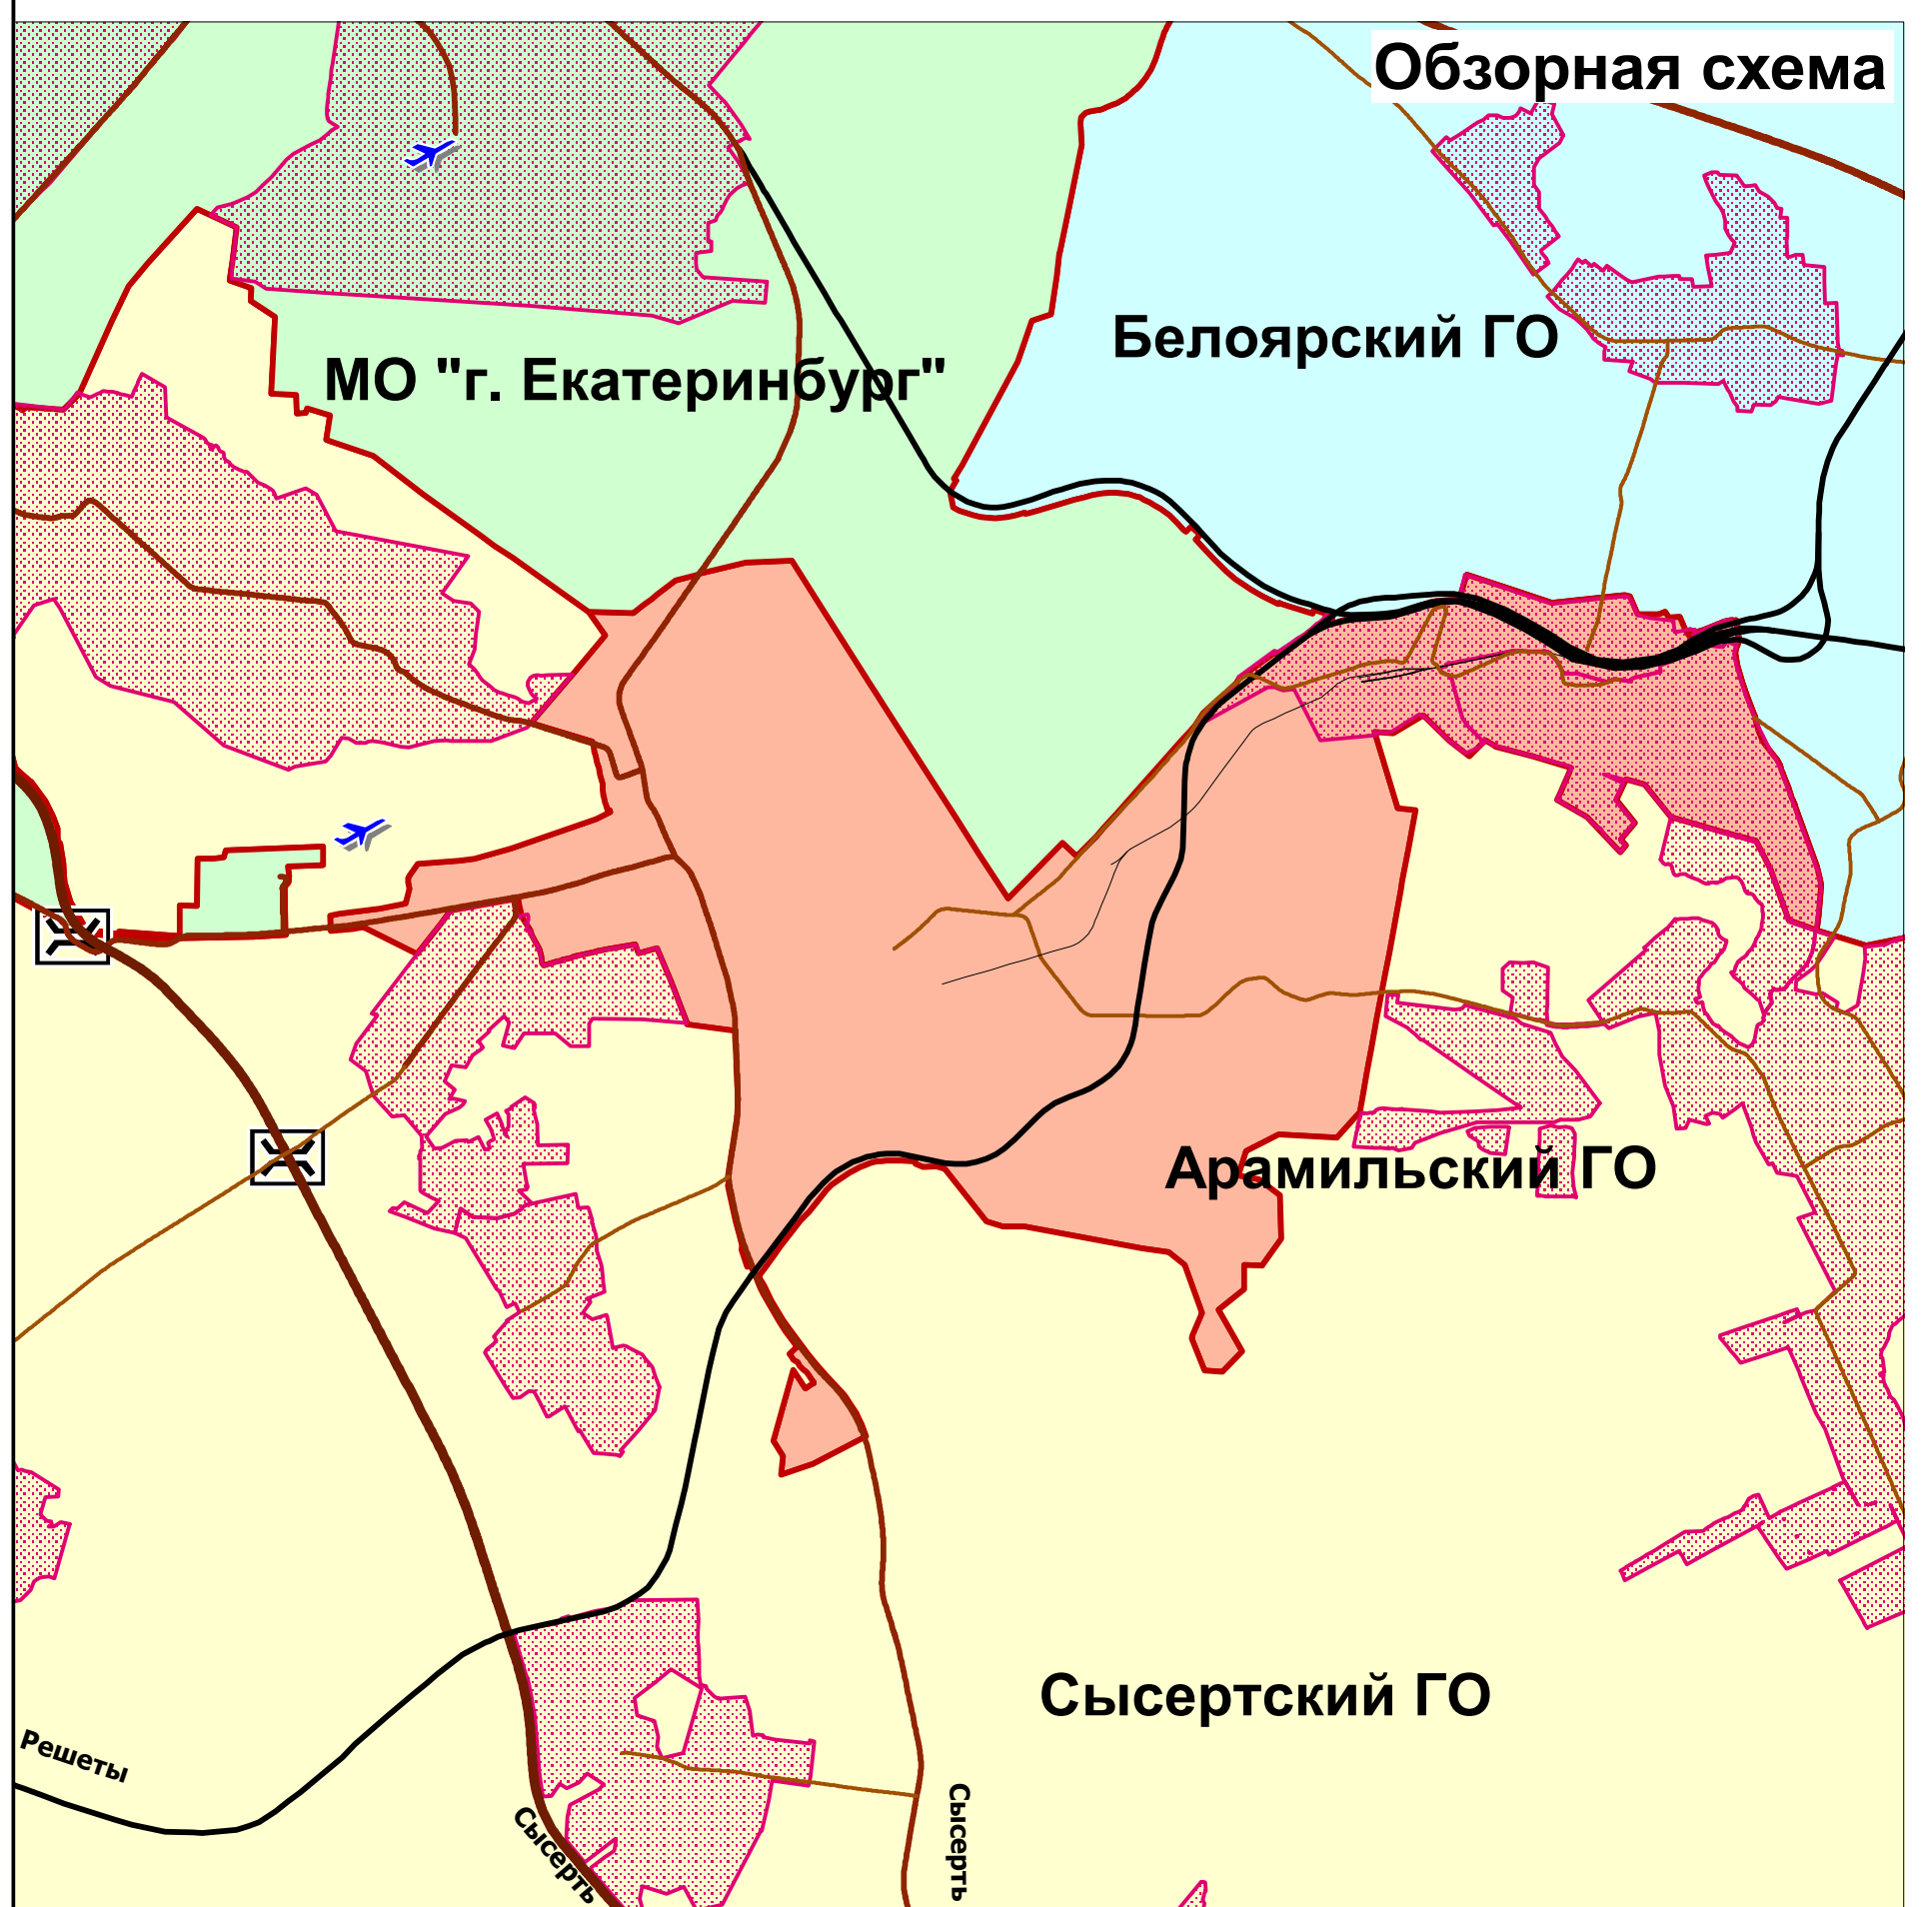 Обзорная схема
Белоярский ГО
МО "г. Екатеринбург"
Арамильский ГО
Сысертский ГО
Решеты
Сысерть
Сысерть